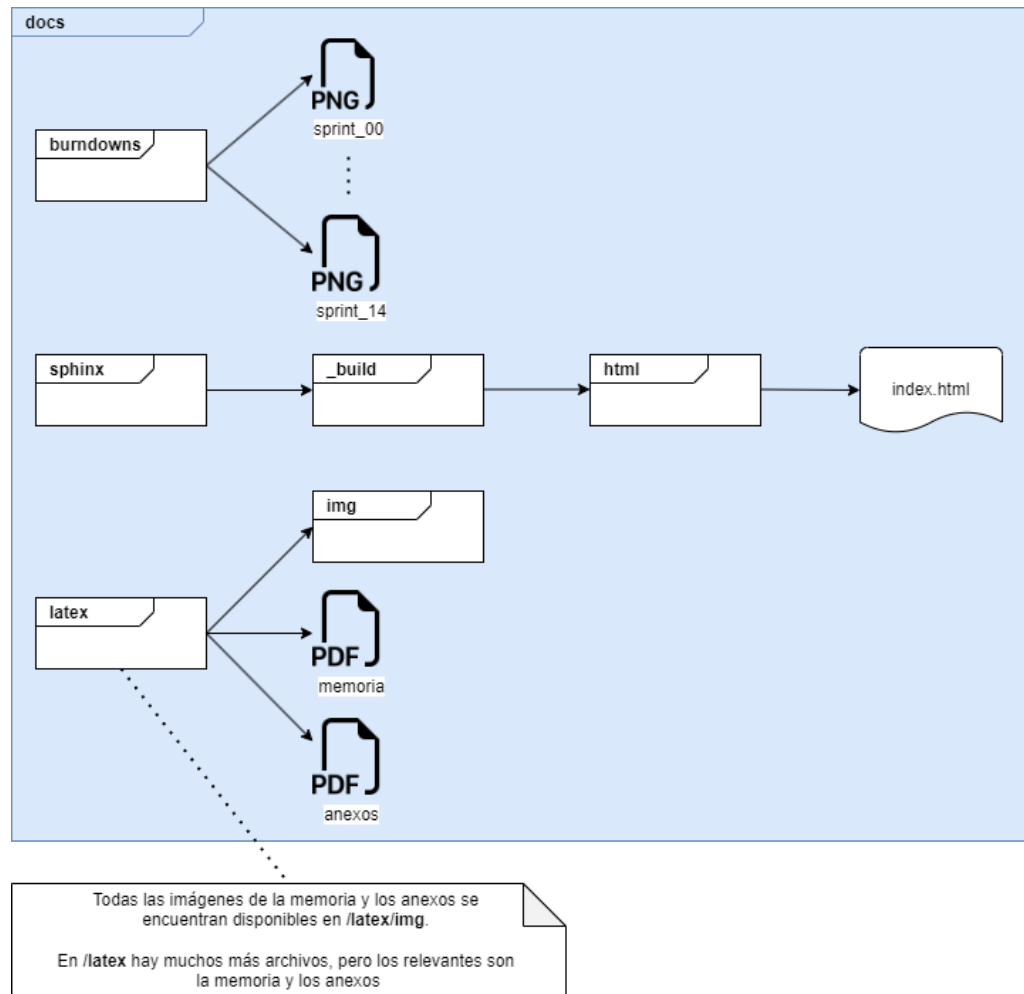 docs
PNG
sprint_00
burndowns
PNG
sprint_14
sphinx
_build
html
index.html
img
latex
PDF
memoria
PDF
anexos
Todas las imágenes de la memoria y los anexos se
encuentran disponibles en /latex/img.
En /latex hay muchos más archivos, pero los relevantes son
la memoria y los anexos